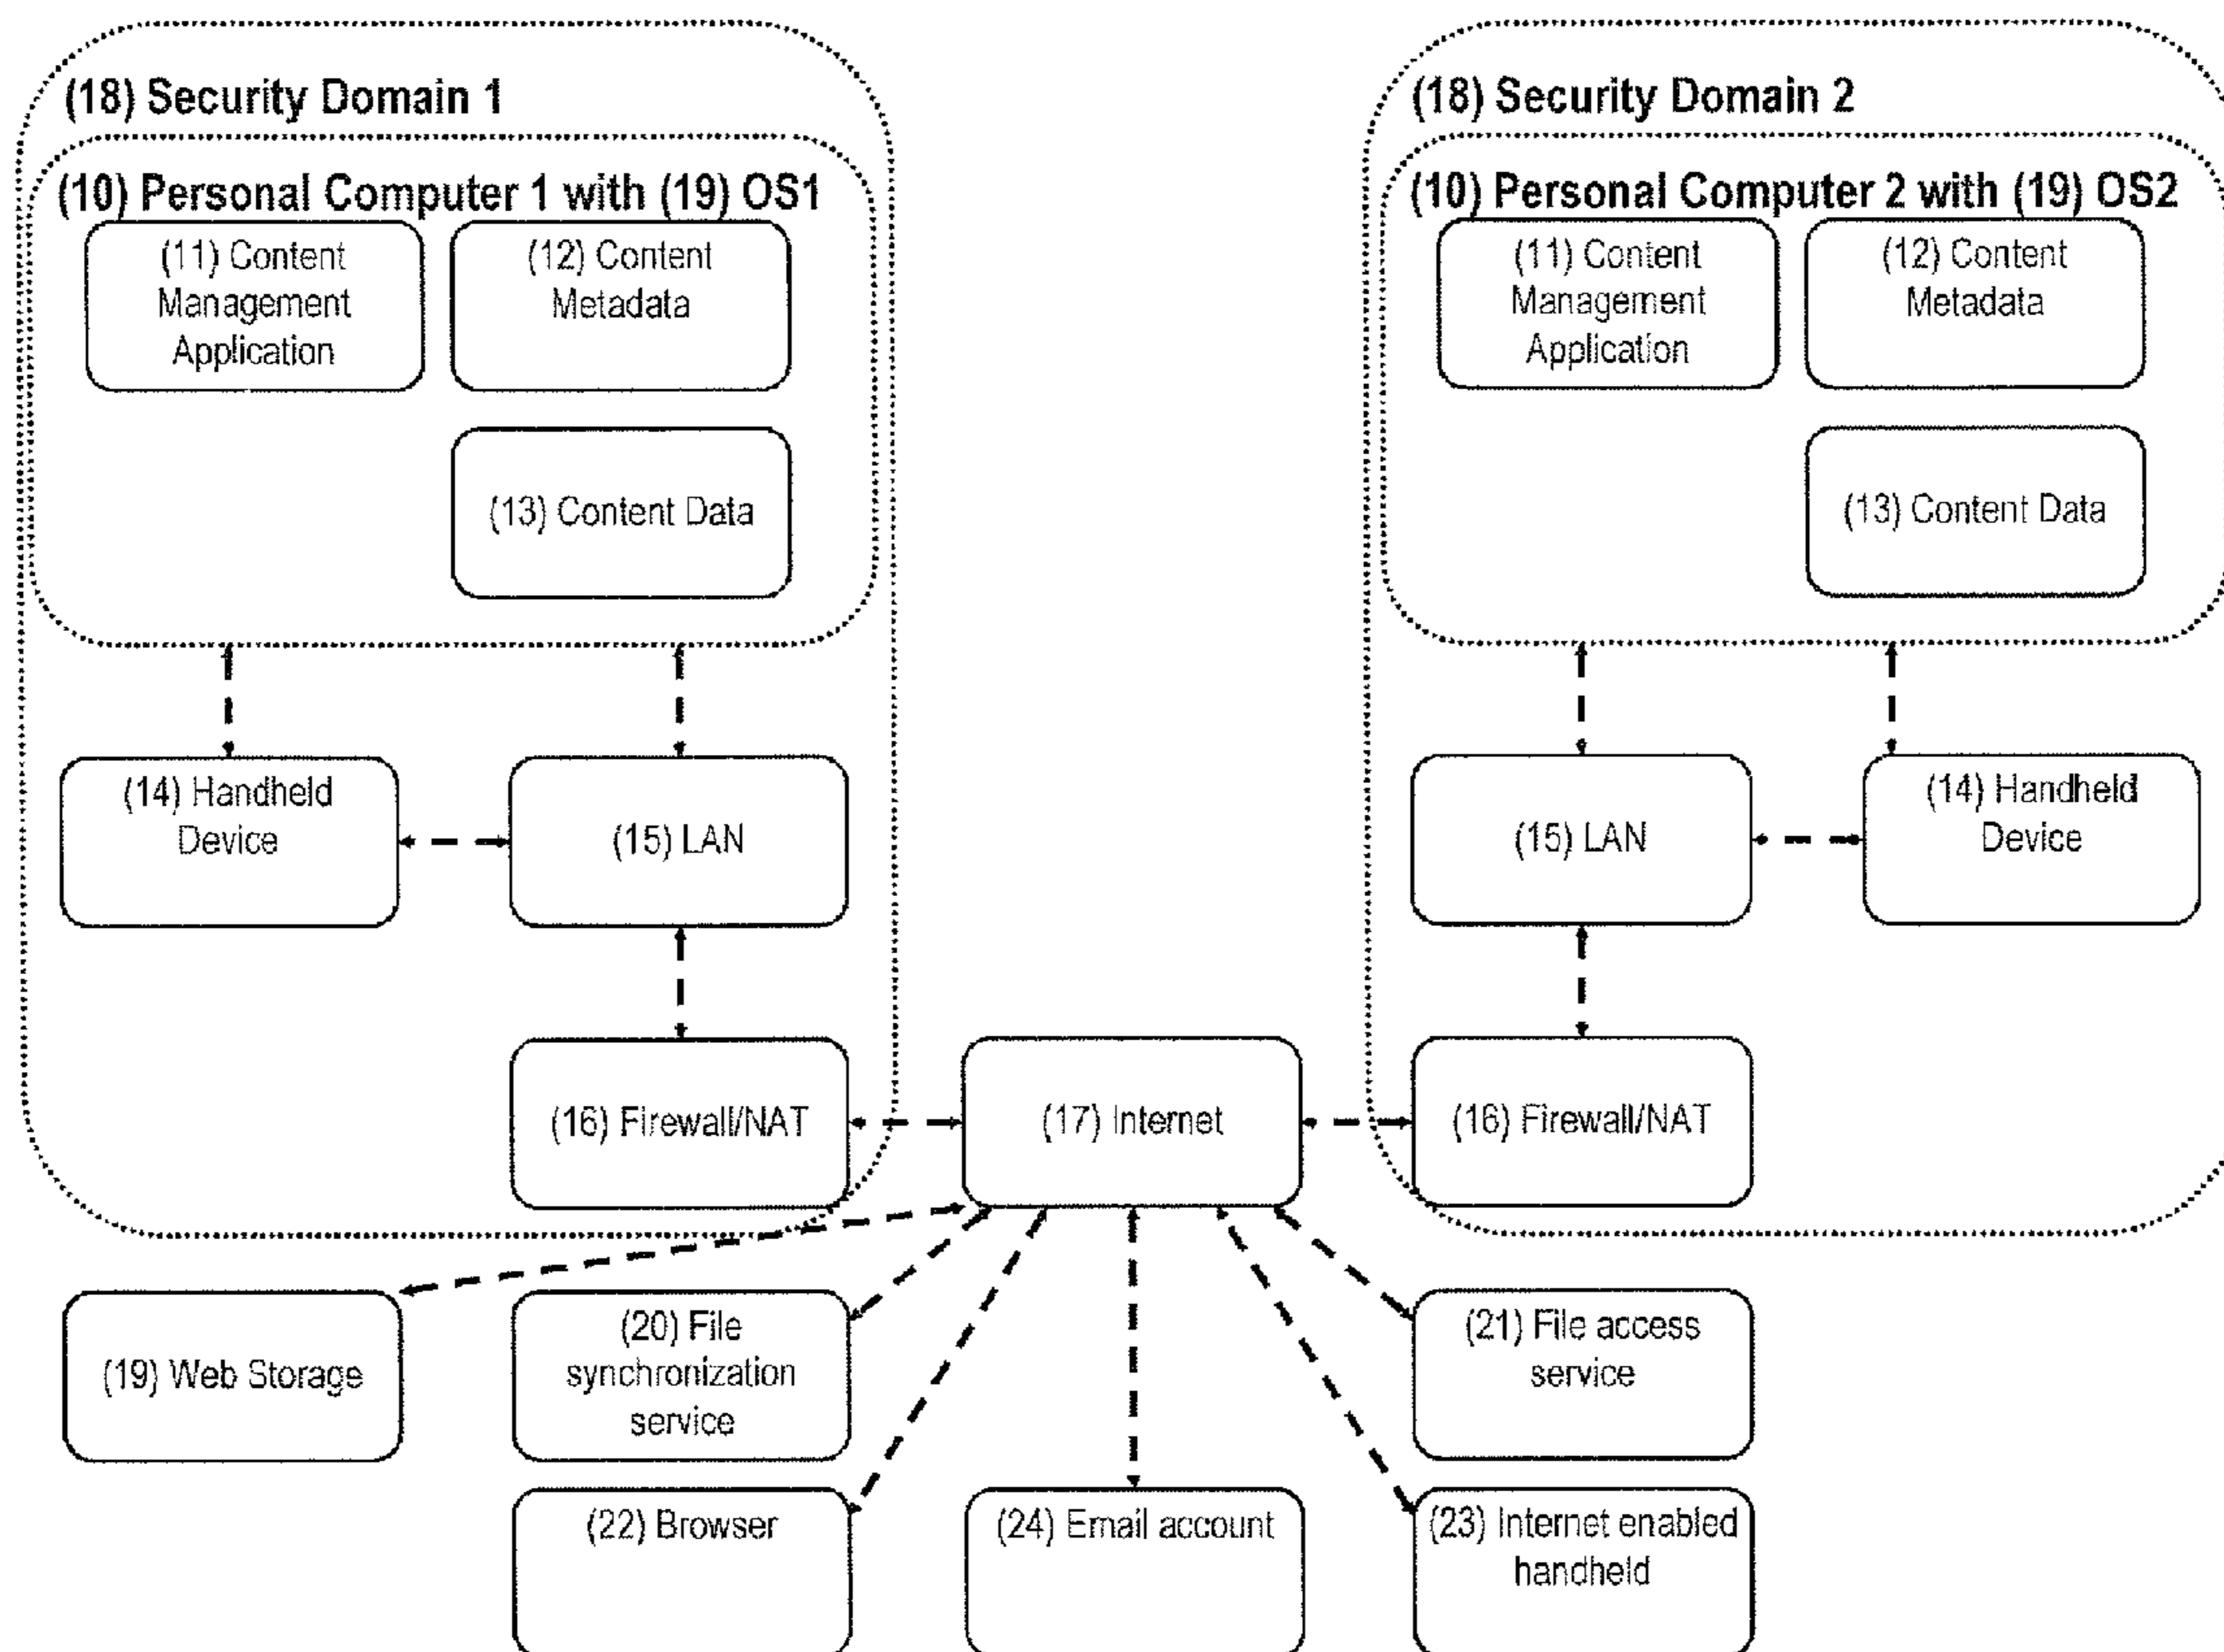 (18) Security Domain 1
(10) Personal Computer 1 with (19) OS1
(11) Content
Management
Application
(12) Content
Metadata
(13) Content Data
(14) Handheld
Device
(15) LAN
(16) Firewall/NAT
(17) Internet
(18) Security Domain 2
(10) Personal Computer 2 with (19) OS2
(11) Content
Management
Application
(12) Content
Metadata
(13) Content Data
(15) LAN
(14) Handheld
Device
(16) Firewall/NAT
(19) Web Storage
(20) File
synchronization
service
(21) File access
service
(22) Browser
(24) Email account
(23) Internet enabled
handheld